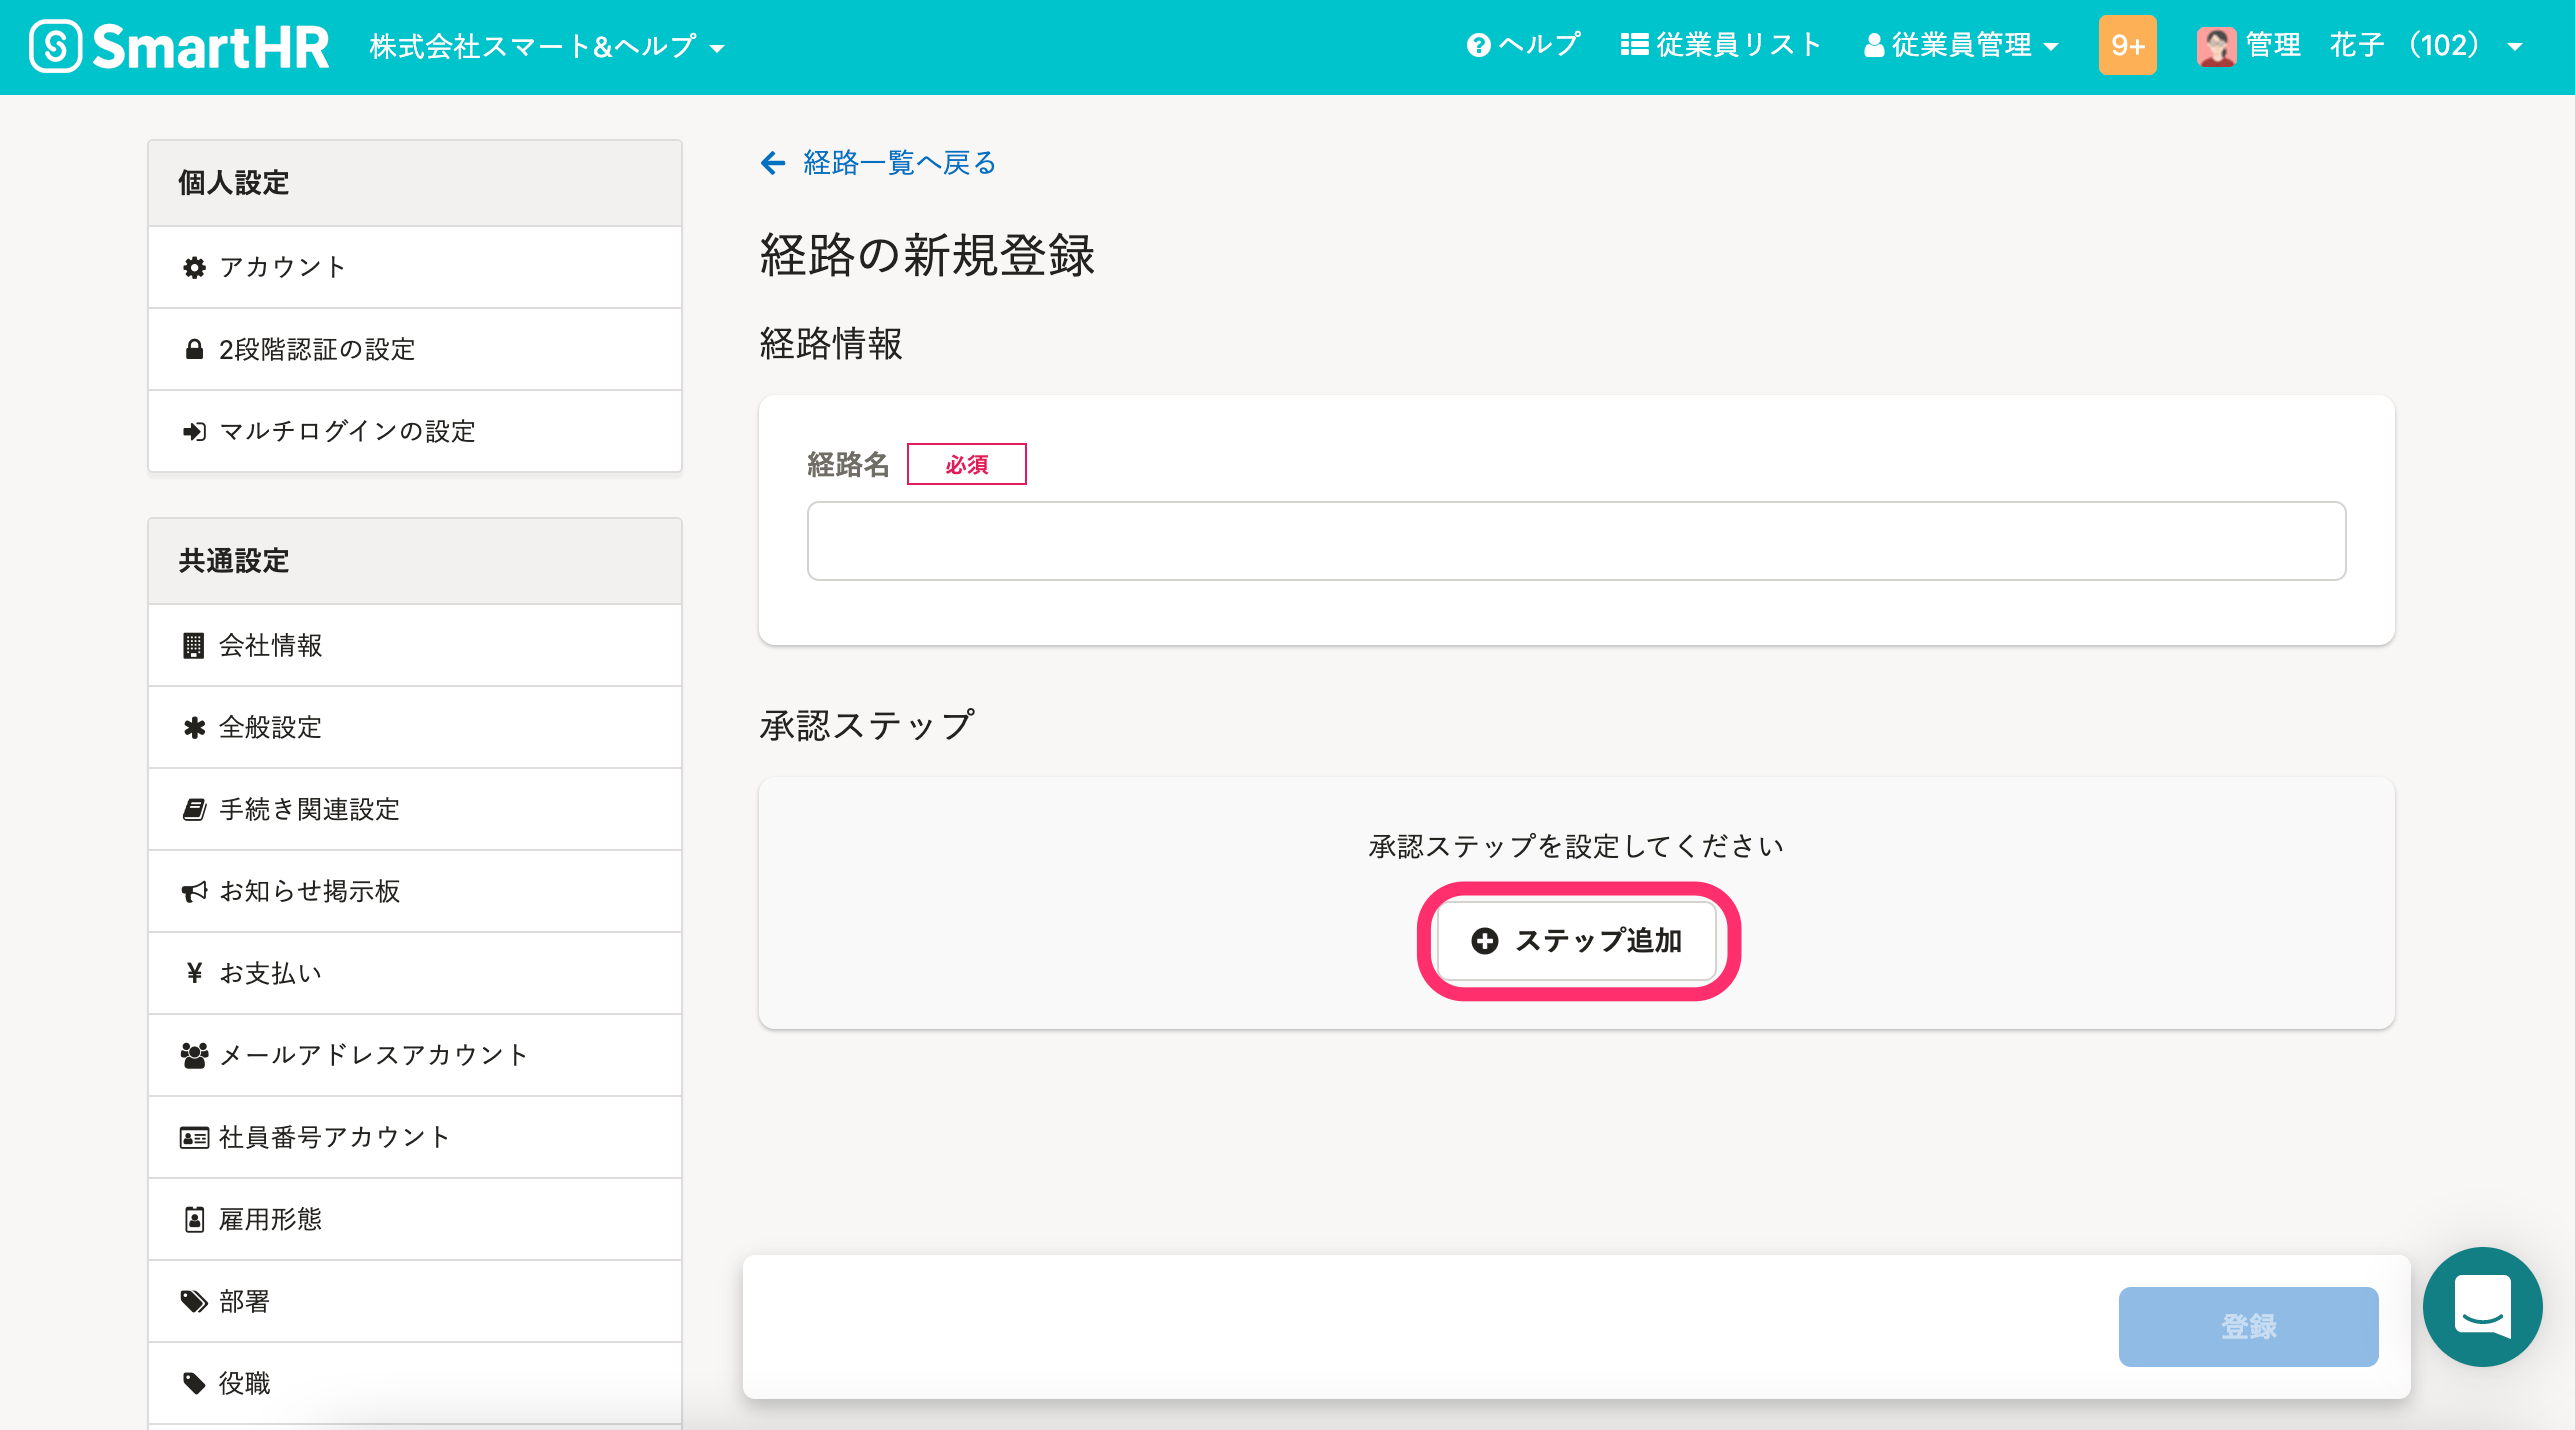 SmartHR 株式会社スマート&ヘルプ ヘルプ 従業員リスト 従業員管理 9+ 管理 花子 (102)
個人設定
アカウント
2段階認証の設定
マルチログインの設定
共通設定
会社情報
全般設定
手続き関連設定
お知らせ掲示板
お支払い
メールアドレスアカウント
社員番号アカウント
雇用形態
部署
役職
経路一覧へ戻る
経路の新規登録
経路情報
経路名 必須
承認ステップ
承認ステップを設定してください
ステップ追加
登録